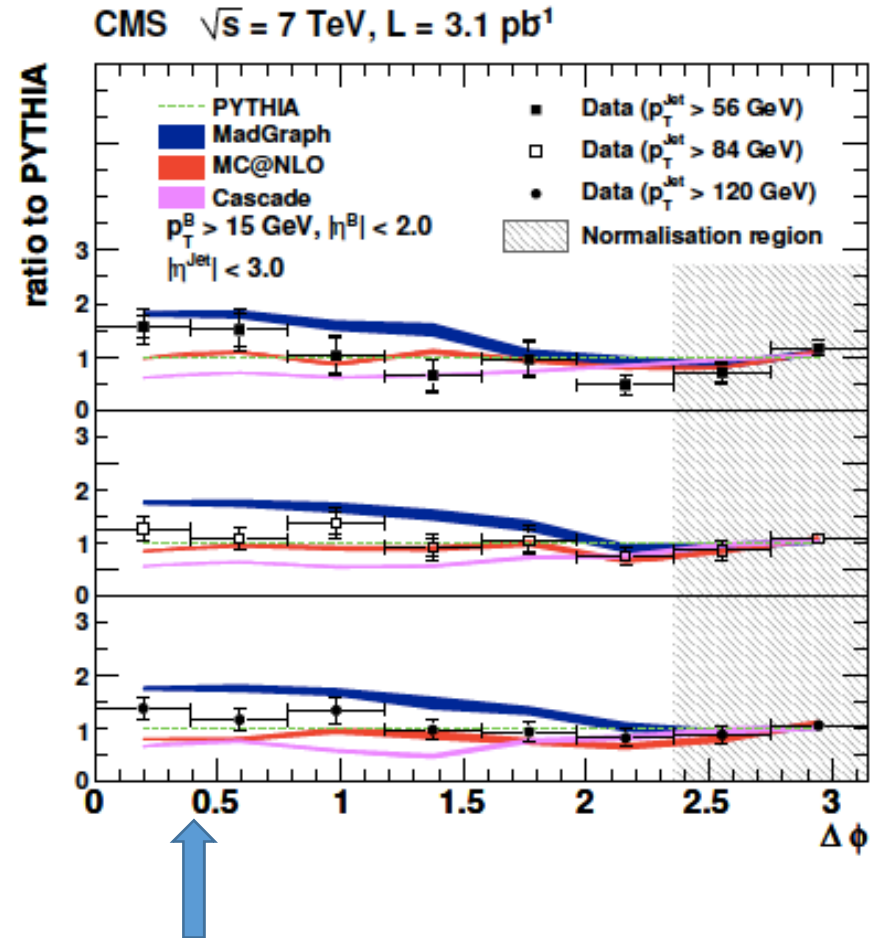 CMS √s = 7 TeV, L = 3.1 pb⁻¹
ratio to PYTHIA
PYTHIA
MadGraph
MC@NLO
Cascade
p_T^B > 15 GeV, |η^B| < 2.0
|η^Jet| < 3.0
Data (p_T^Jet > 56 GeV)
Data (p_T^Jet > 84 GeV)
Data (p_T^Jet > 120 GeV)
Normalisation region
3
2
1
0
3
2
1
0
3
2
1
0
0 0.5 1 1.5 2 2.5 3
Δ ϕ